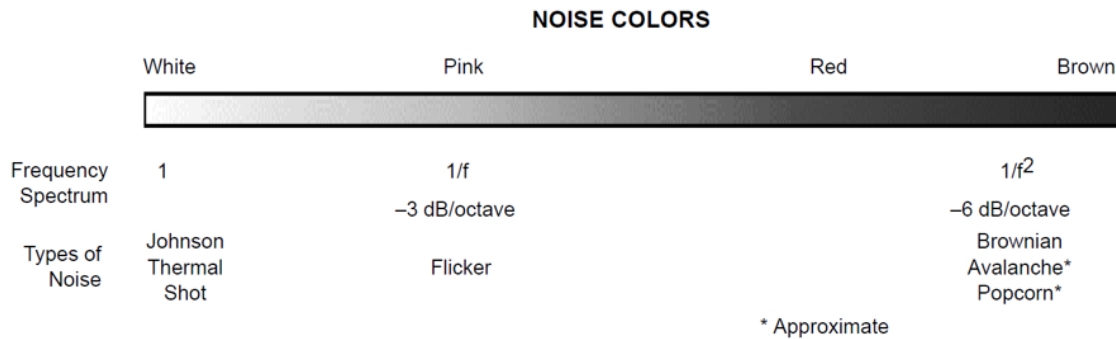 NOISE COLORS
White Pink Red Brown
Frequency Spectrum 1 1/f 1/f2
–3 dB/octave –6 dB/octave
Types of Noise
Johnson
Thermal
Shot
Flicker
Brownian
Avalanche*
Popcorn*
* Approximate